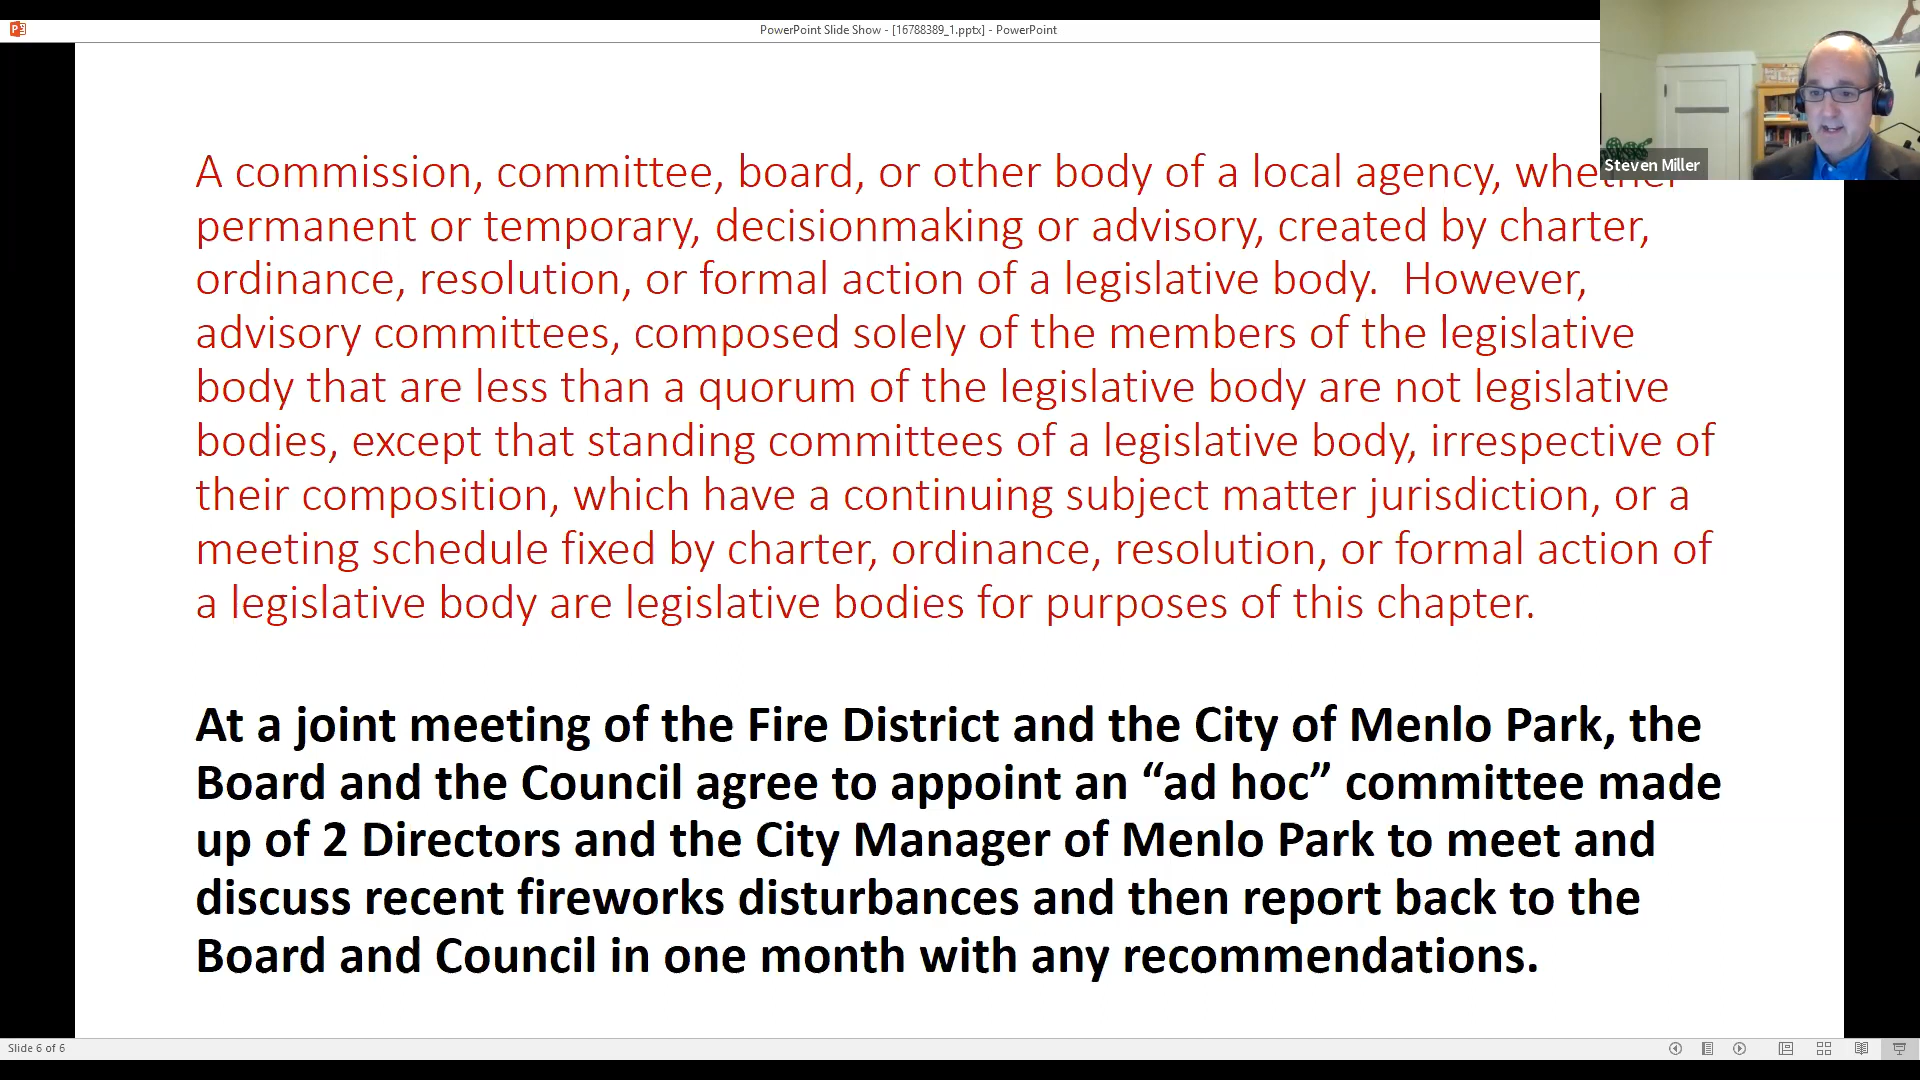 PowerPoint Slide Show - [16788389_1.pptx] - PowerPoint
Steven Miller
A commission, committee, board, or other body of a local agency, whether
permanent or temporary, decisionmaking or advisory, created by charter,
ordinance, resolution, or formal action of a legislative body. However,
advisory committees, composed solely of the members of the legislative
body that are less than a quorum of the legislative body are not legislative
bodies, except that standing committees of a legislative body, irrespective of
their composition, which have a continuing subject matter jurisdiction, or a
meeting schedule fixed by charter, ordinance, resolution, or formal action of
a legislative body are legislative bodies for purposes of this chapter.
At a joint meeting of the Fire District and the City of Menlo Park, the
Board and the Council agree to appoint an “ad hoc” committee made
up of 2 Directors and the City Manager of Menlo Park to meet and
discuss recent fireworks disturbances and then report back to the
Board and Council in one month with any recommendations.
Slide 6 of 6